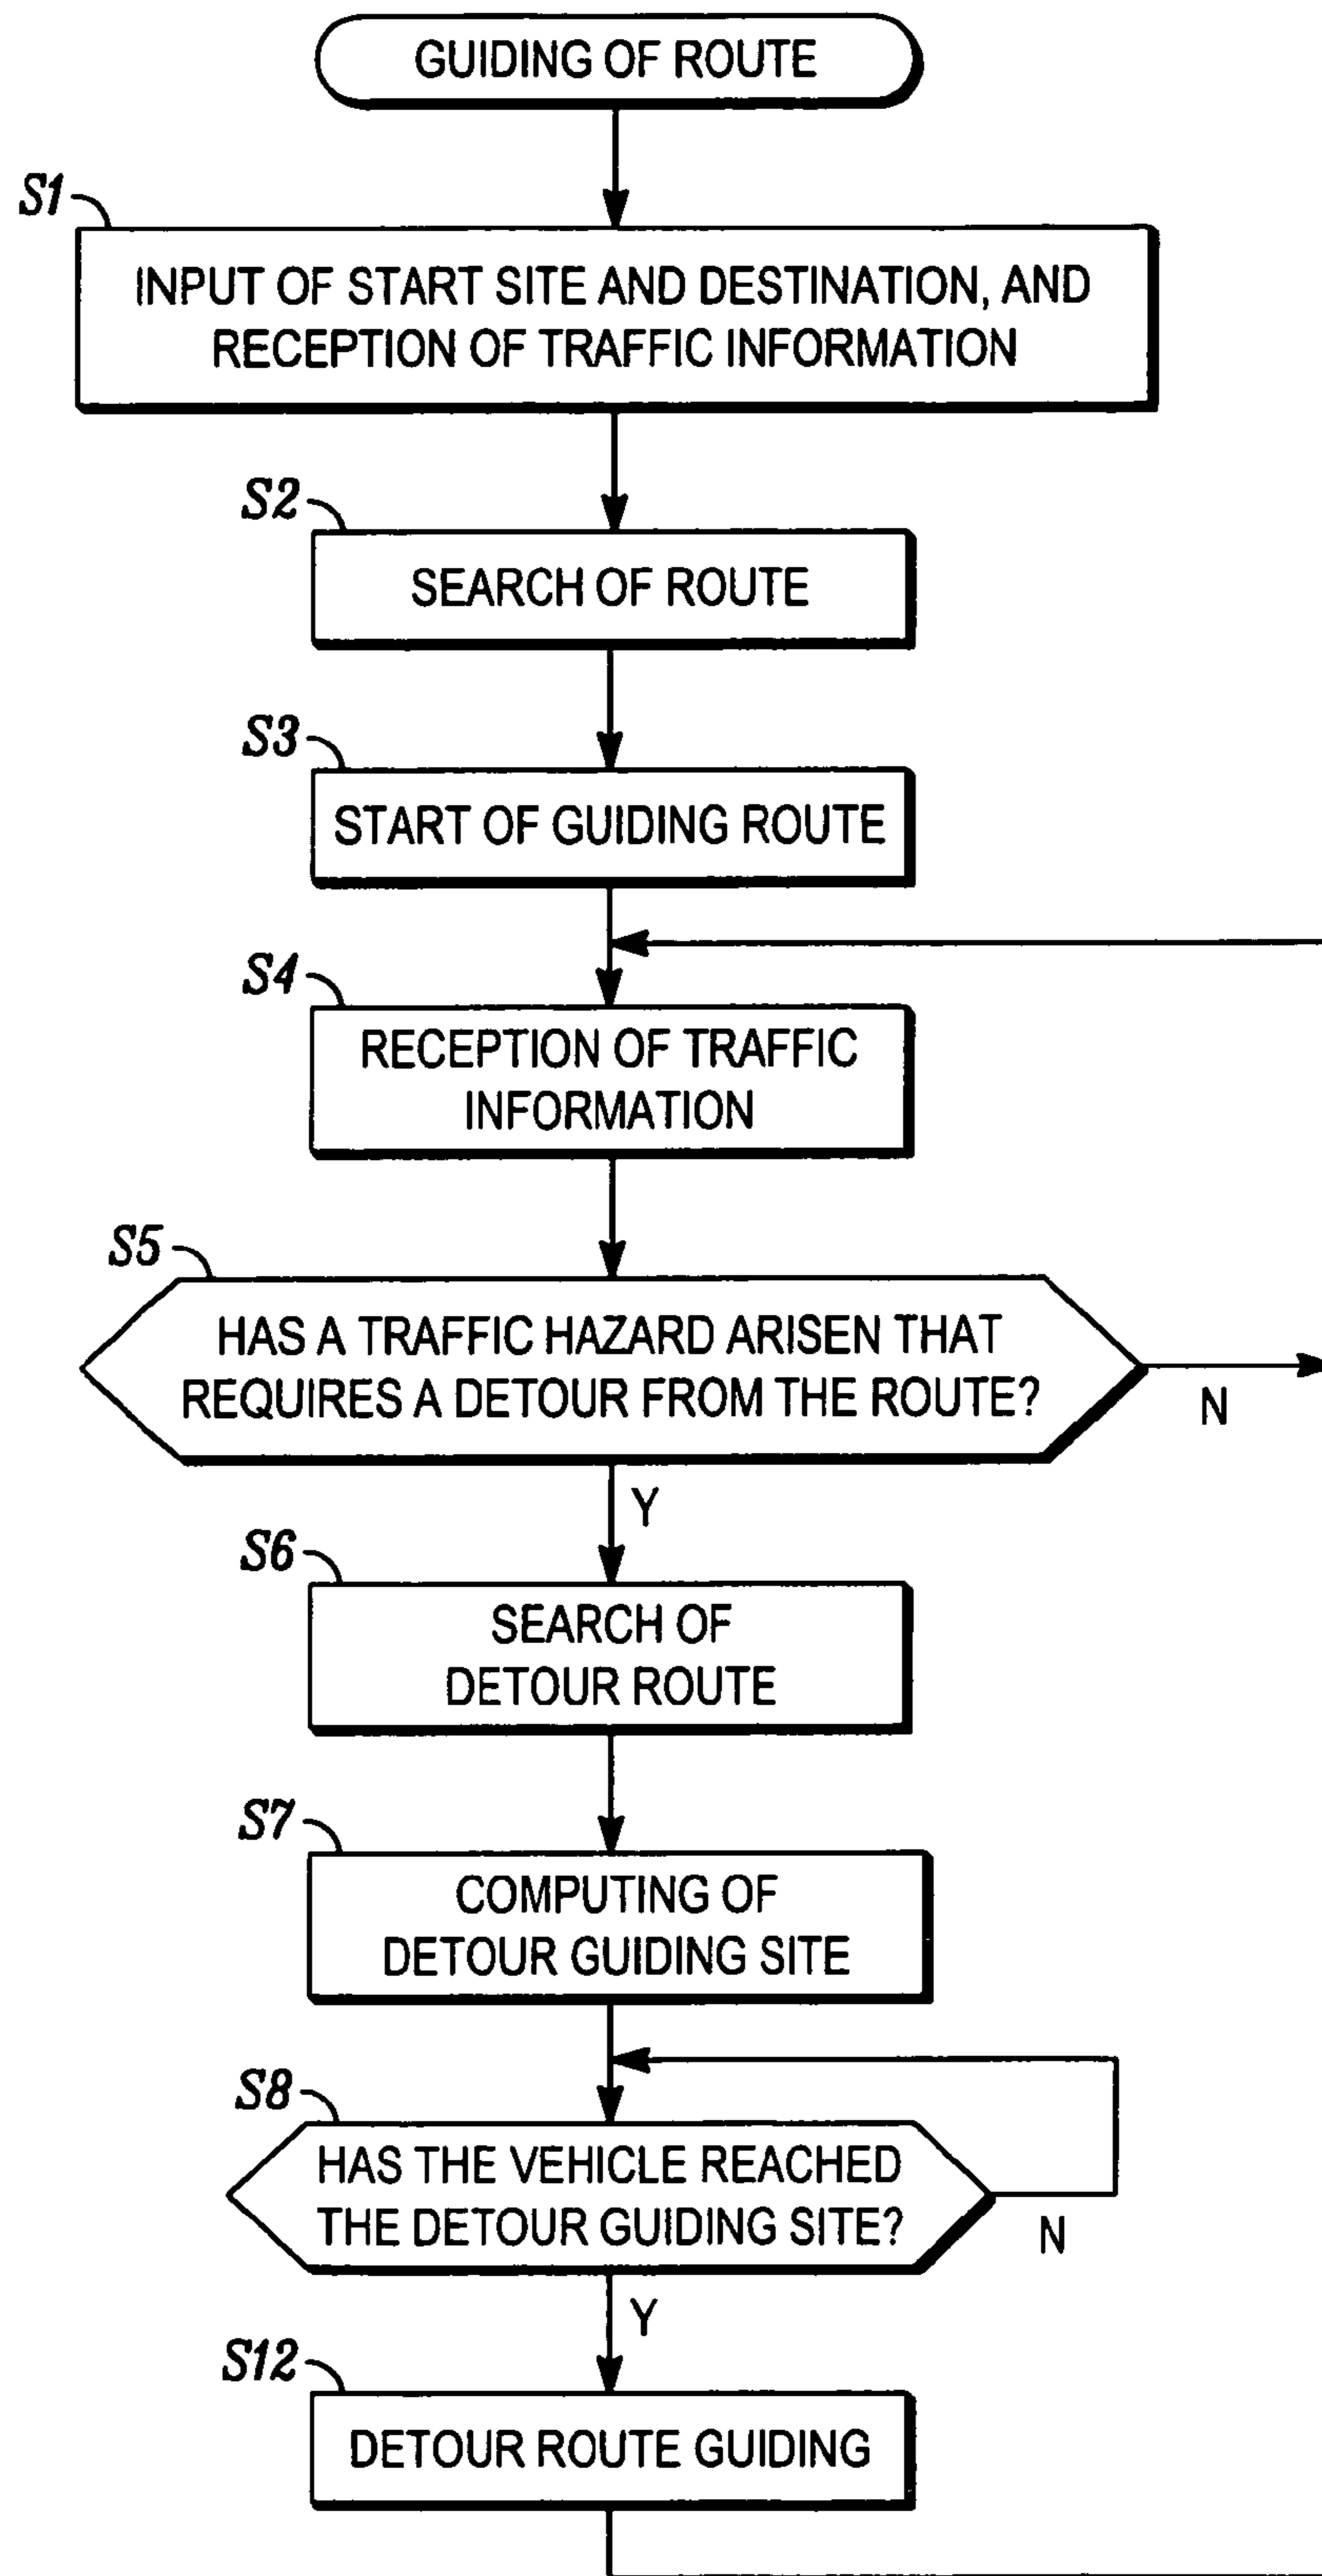 GUIDING OF ROUTE
S1
INPUT OF START SITE AND DESTINATION, AND
RECEPTION OF TRAFFIC INFORMATION
S2
SEARCH OF ROUTE
S3
START OF GUIDING ROUTE
S4
RECEPTION OF TRAFFIC
INFORMATION
S5
HAS A TRAFFIC HAZARD ARISEN THAT
REQUIRES A DETOUR FROM THE ROUTE?
N
Y
S6
SEARCH OF
DETOUR ROUTE
S7
COMPUTING OF
DETOUR GUIDING SITE
S8
HAS THE VEHICLE REACHED
THE DETOUR GUIDING SITE?
N
Y
S12
DETOUR ROUTE GUIDING